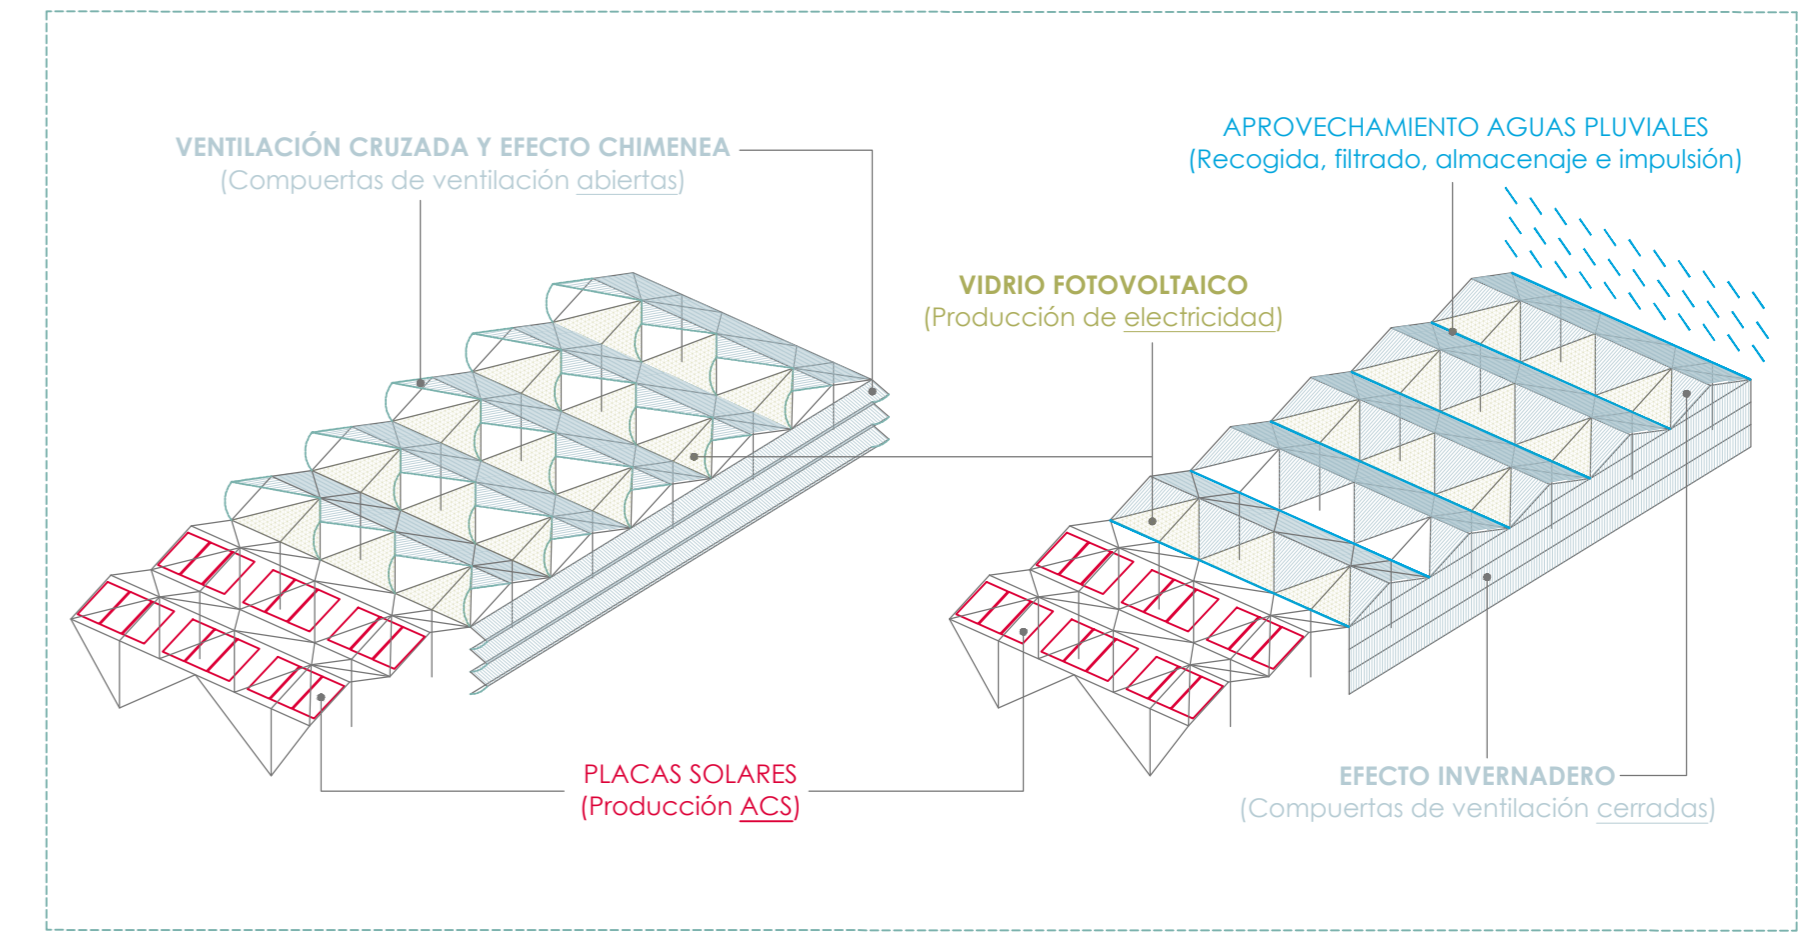 VENTILACIÓN CRUZADA Y EFECTO CHIMENEA
(Compuertas de ventilación abiertas)
APROVECHAMIENTO AGUAS PLUVIALES
(Recogida, filtrado, almacenaje e impulsión)
VIDRIO FOTOVOLTAICO
(Producción de electricidad)
PLACAS SOLARES
(Producción ACS)
EFECTO INVERNADERO
(Compuertas de ventilación cerradas)